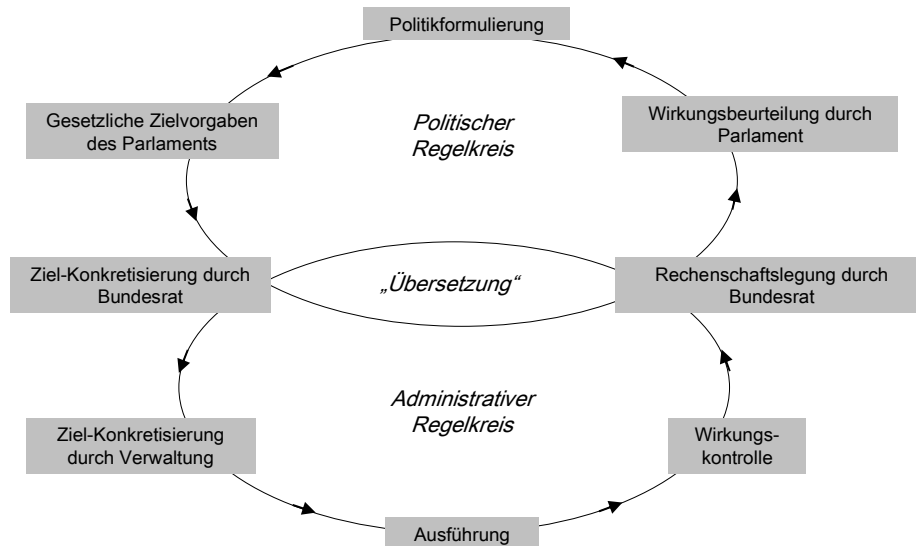 Politikformulierung
Gesetzliche Zielvorgaben
des Parlaments
Politischer
Regelkreis
Wirkungsbeurteilung durch
Parlament
Ziel-Konkretisierung durch
Bundesrat
„Übersetzung“
Rechenschaftslegung durch
Bundesrat
Administrativer
Regelkreis
Ziel-Konkretisierung
durch Verwaltung
Wirkungs-
kontrolle
Ausführung